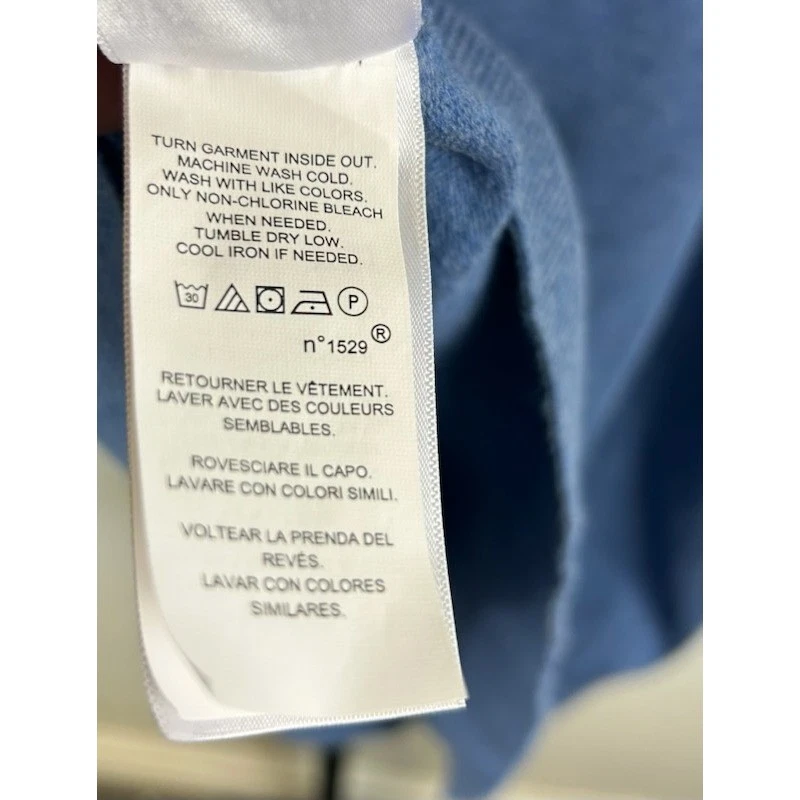 TURN GARMENT INSIDE OUT.
MACHINE WASH COLD.
WASH WITH LIKE COLORS.
ONLY NON-CHLORINE BLEACH
WHEN NEEDED.
TUMBLE DRY LOW.
COOL IRON IF NEEDED.
30 P
n°1529®
RETOURNER LE VÊTEMENT.
LAVER AVEC DES COULEURS
SEMBLABLES.
ROVESCIARE IL CAPO.
LAVARE CON COLORI SIMILI.
VOLTEAR LA PRENDA DEL
REVÉS.
LAVAR CON COLORES
SIMILARES.